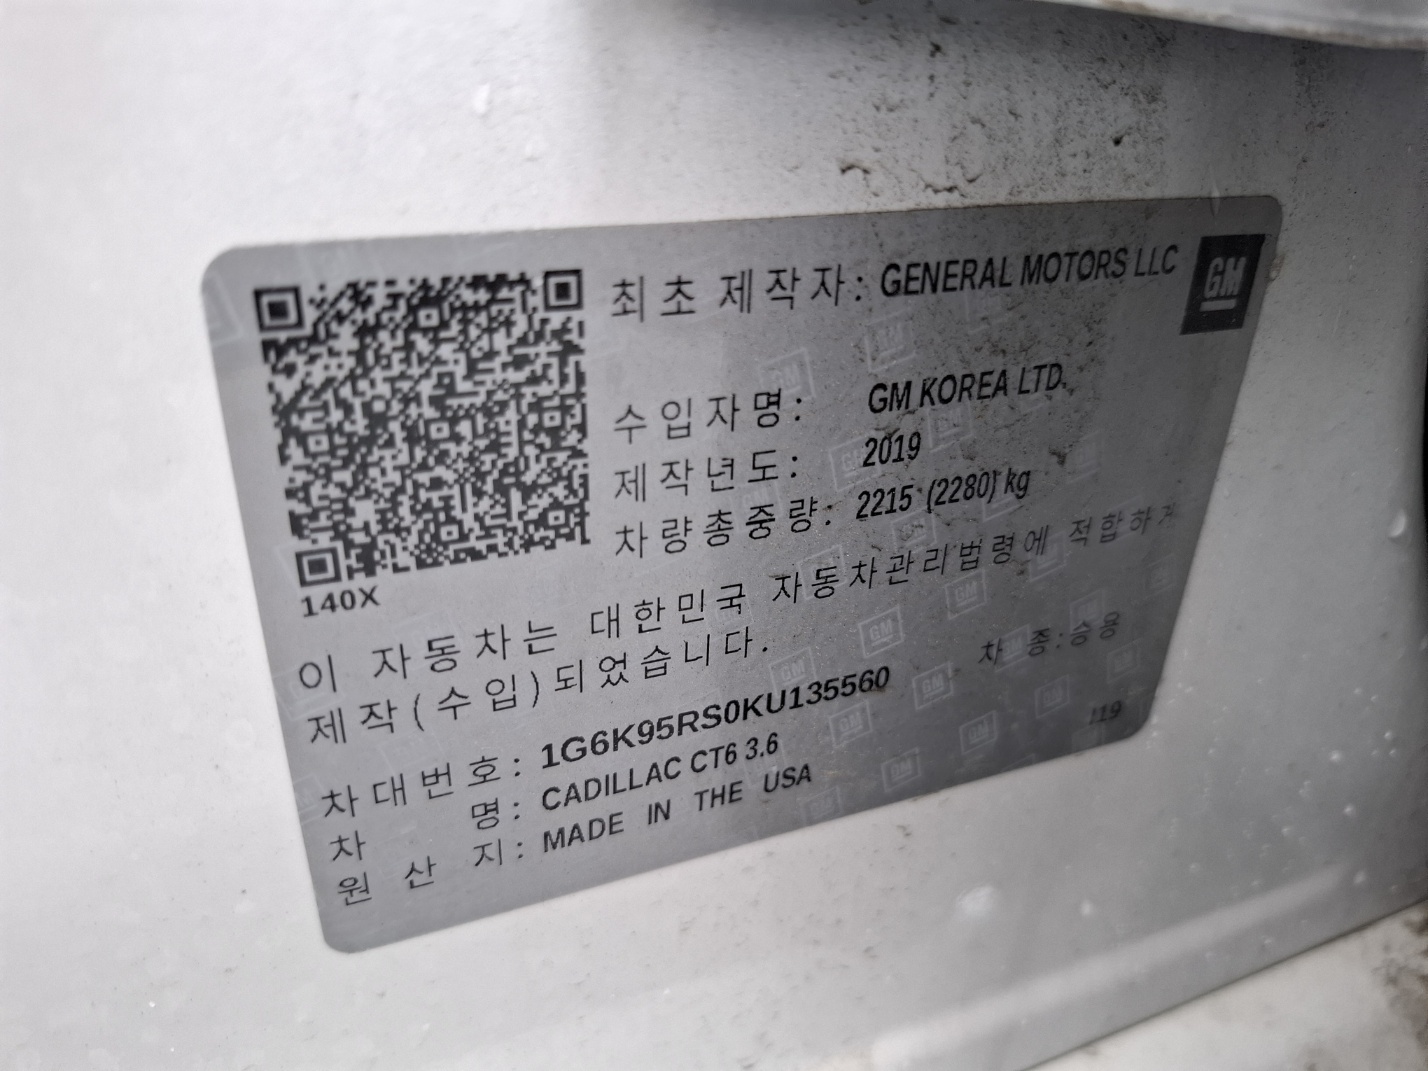 최초 제작자: GENERAL MOTORS LLC
GM
수입자명: GM KOREA LTD.
제작년도: 2019
차량총중량: 2215 (2280) kg
140X
이 자동차는 대한민국 자동차관리법령에 적합하게
제작(수입)되었습니다.
차대번호: 1G6K95RS0KU135560 차 종:승용
차 명: CADILLAC CT6 3.6
원 산 지: MADE IN THE USA